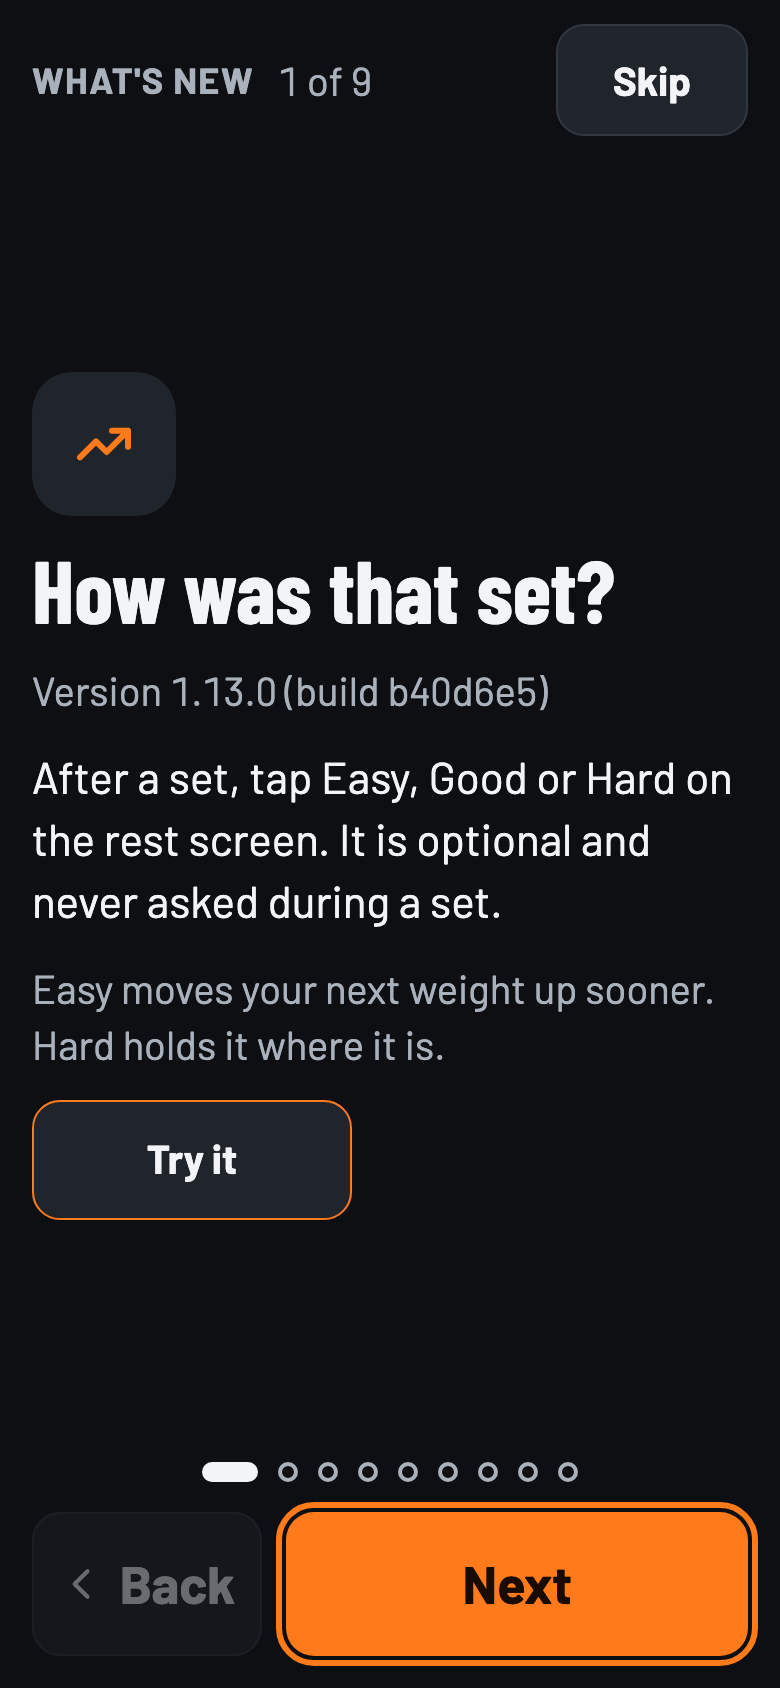 WHAT'S NEW 1 of 9
Skip
How was that set?
Version 1.13.0 (build b40d6e5)
After a set, tap Easy, Good or Hard on
the rest screen. It is optional and
never asked during a set.
Easy moves your next weight up sooner.
Hard holds it where it is.
Try it
Back
Next